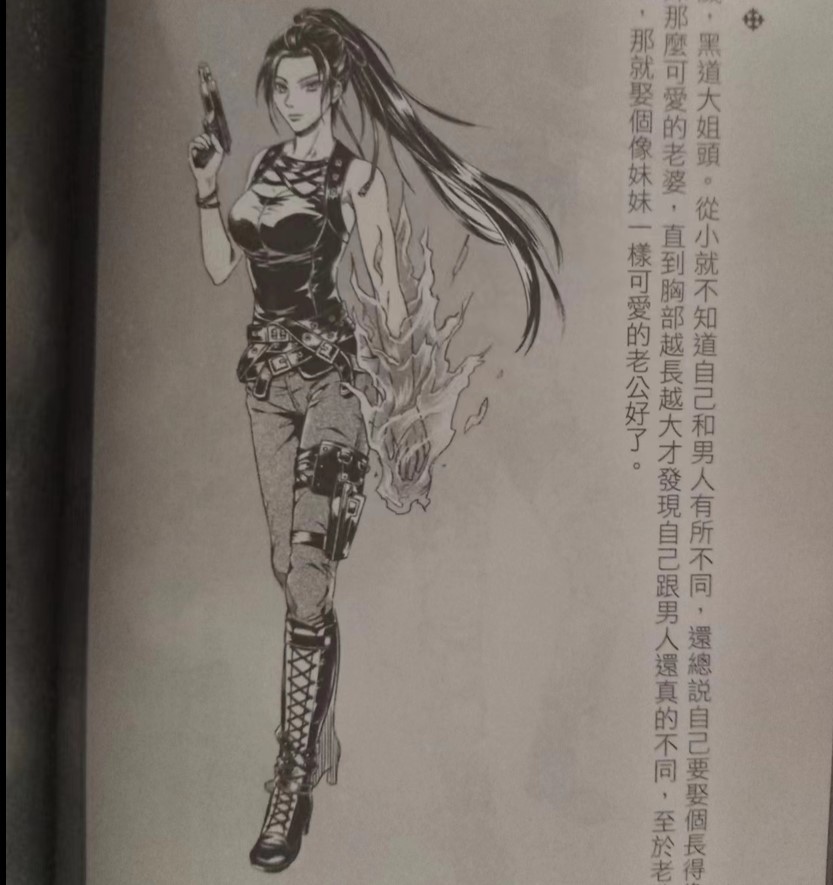 ，黑道大姐頭。從小就不知道自己和男人有所不同，還總說自己要娶個長得
那麼可愛的老婆，直到胸部越長越大才發現自己跟男人還真的不同，至於老
，那就娶個像妹妹一樣可愛的老公好了。